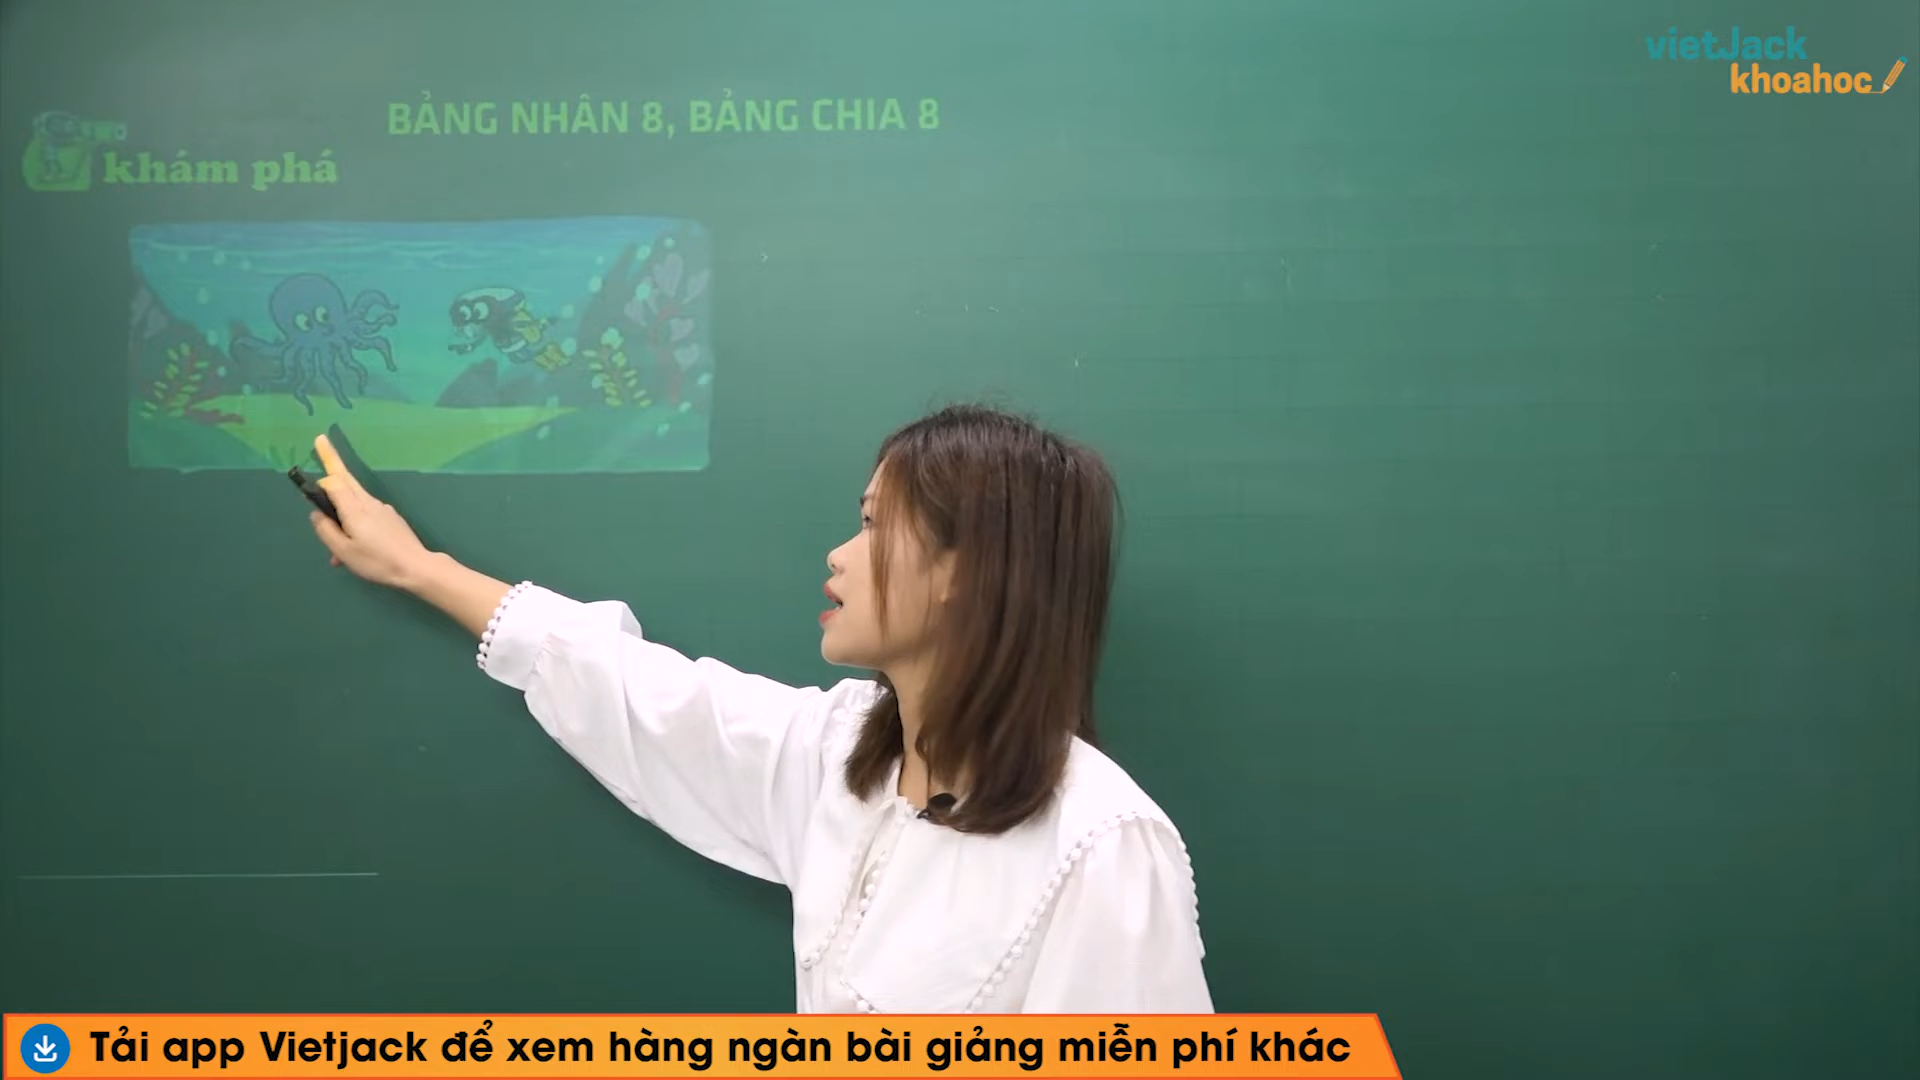 vietJack
khoahoc
BẢNG NHÂN 8, BẢNG CHIA 8
khám phá
Tải app Vietjack để xem hàng ngàn bài giảng miễn phí khác